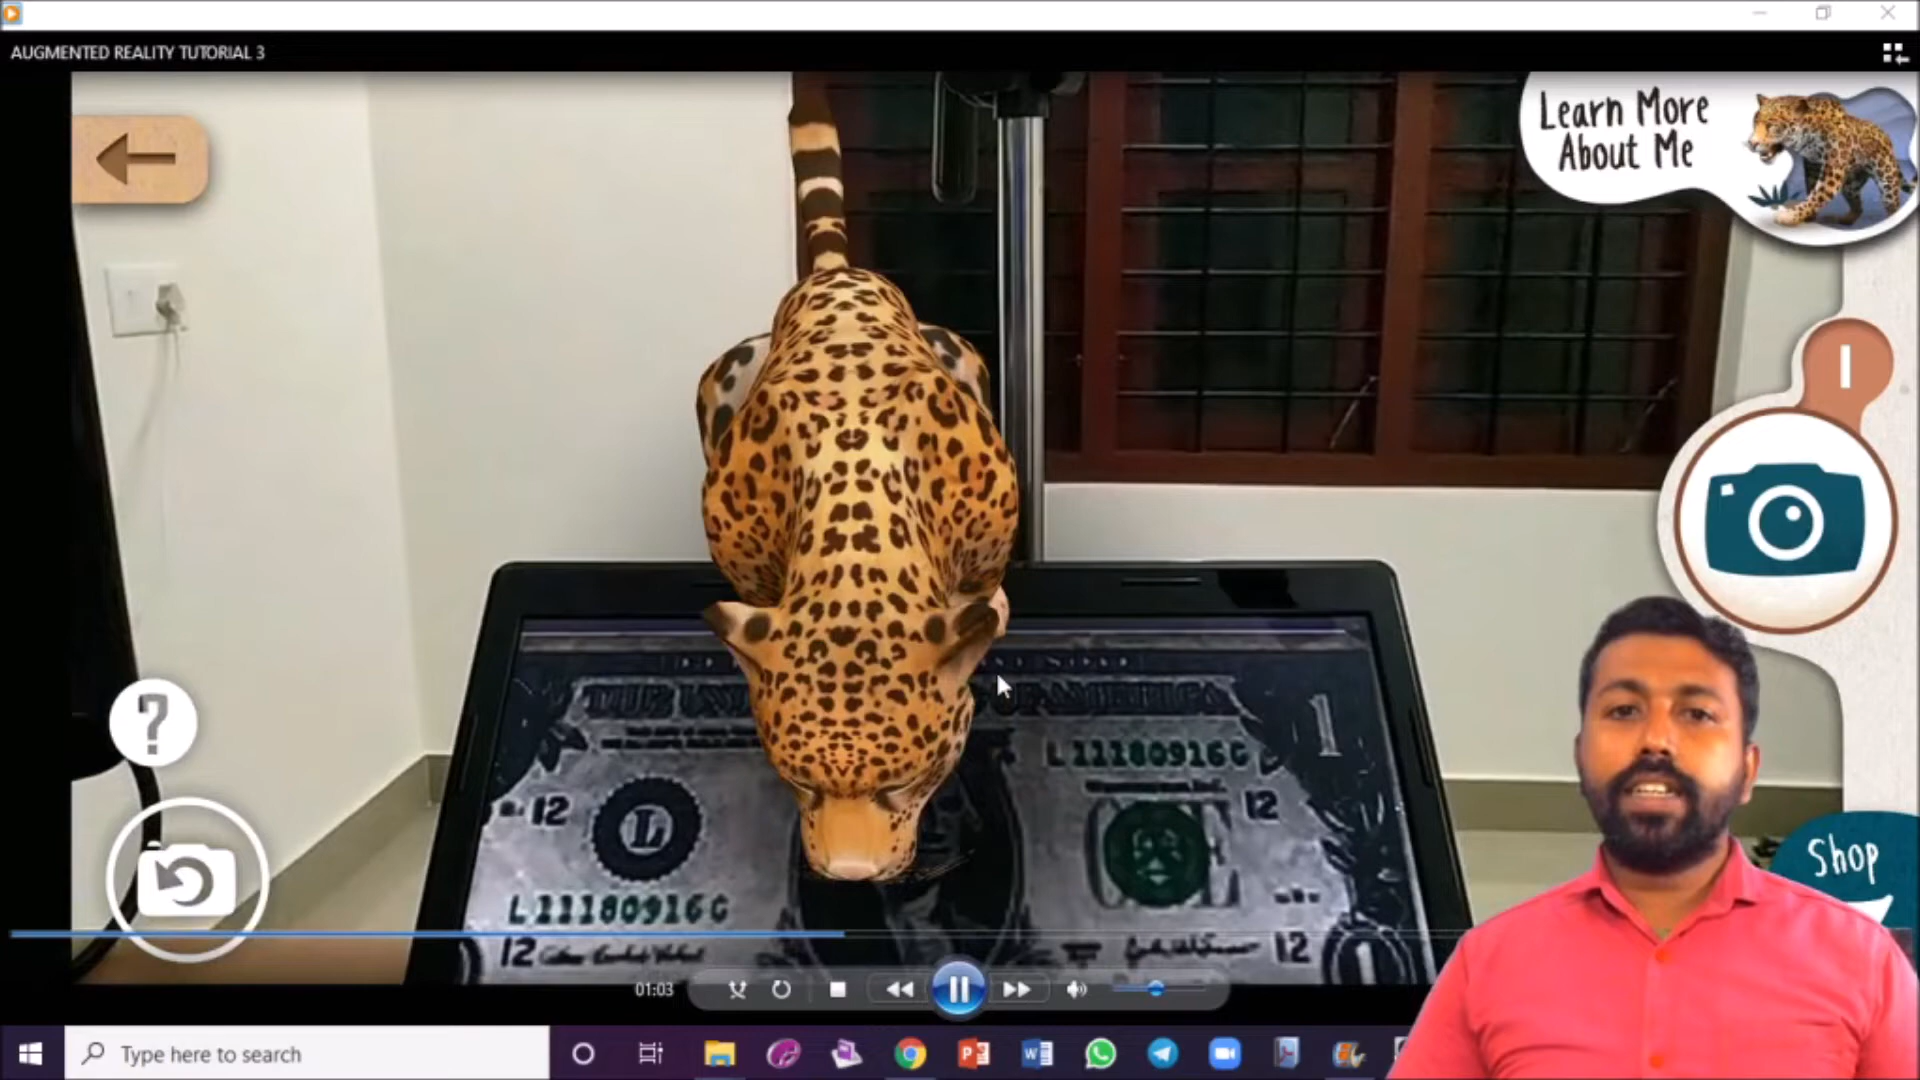 AUGMENTED REALITY TUTORIAL 3
Learn More
About Me
?
1
L11180916G
12
12
L
L11180916G
12
12
1
Shop
01:03
Type here to search